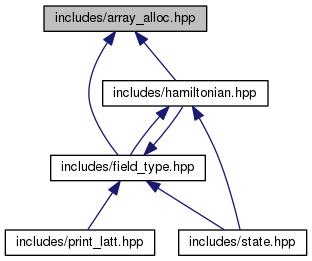 includes/array_alloc.hpp
includes/hamiltonian.hpp
includes/field_type.hpp
includes/print_latt.hpp
includes/state.hpp